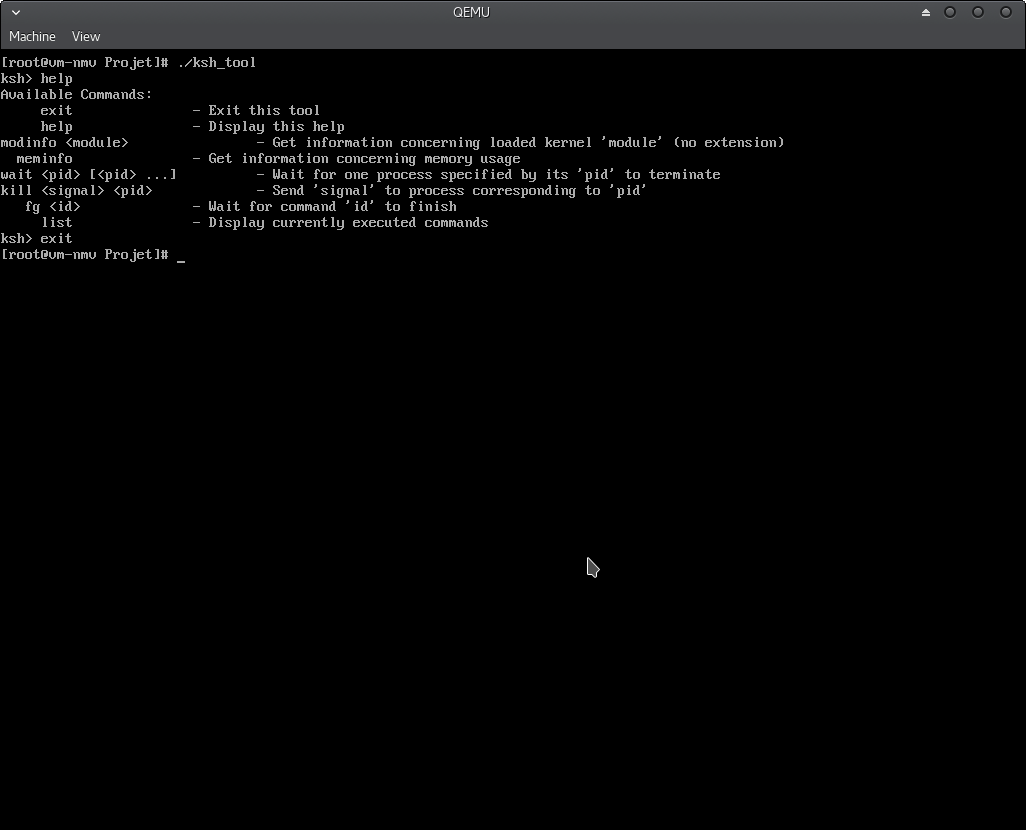 QEMU
Machine View
[root@vm-nmv Projet]# ./ksh_tool
ksh> help
Available Commands:
exit - Exit this tool
help - Display this help
modinfo <module> - Get information concerning loaded kernel 'module' (no extension)
meminfo - Get information concerning memory usage
wait <pid> [<pid> ...] - Wait for one process specified by its 'pid' to terminate
kill <signal> <pid> - Send 'signal' to process corresponding to 'pid'
fg <id> - Wait for command 'id' to finish
list - Display currently executed commands
ksh> exit
[root@vm-nmv Projet]# _